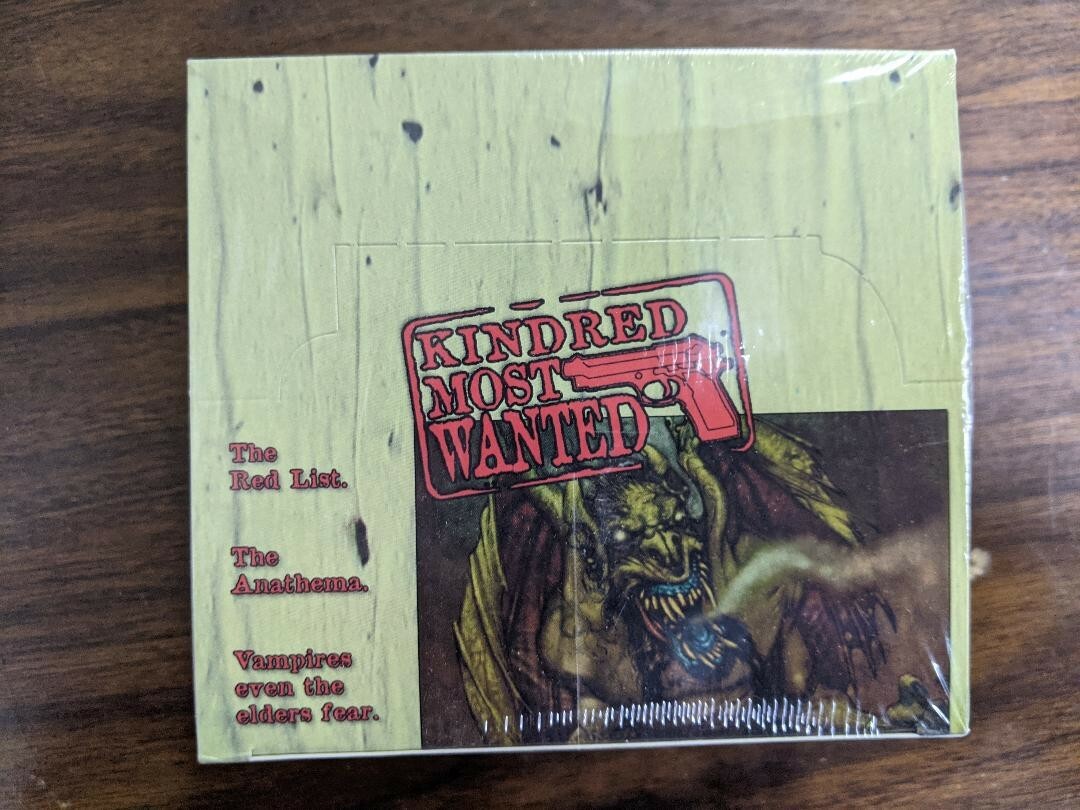 KINDRED
MOST
WANTED
The
Red List.
The
Anathema.
Vampires
even the
elders fear.